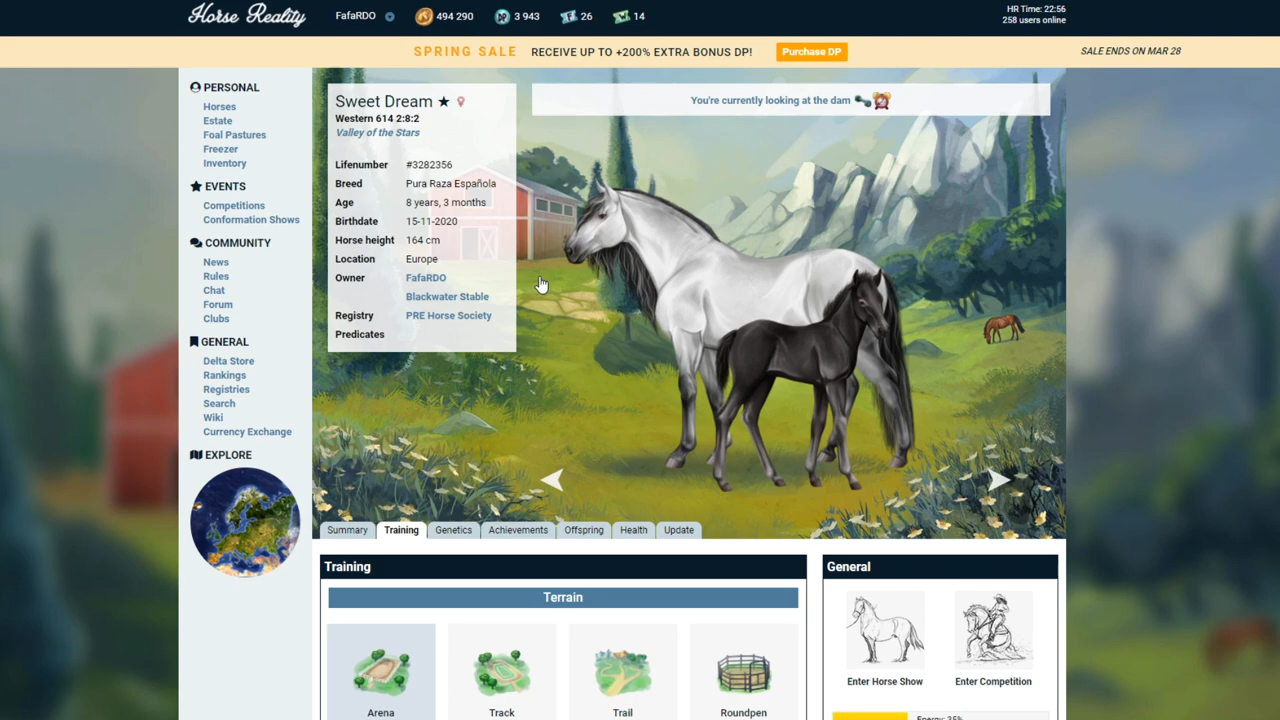 Horse Reality
FafaRDO
494 290
3 943
26
14
HR Time: 22:56
258 users online
SPRING SALE RECEIVE UP TO +200% EXTRA BONUS DP! Purchase DP
SALE ENDS ON MAR 28
PERSONAL
Horses
Estate
Foal Pastures
Freezer
Inventory
EVENTS
Competitions
Conformation Shows
COMMUNITY
News
Rules
Chat
Forum
Clubs
GENERAL
Delta Store
Rankings
Registries
Search
Wiki
Currency Exchange
EXPLORE
Sweet Dream
Western 614 2:8:2
Valley of the Stars
Lifenumber #3282356
Breed Pura Raza Española
Age 8 years, 3 months
Birthdate 15-11-2020
Horse height 164 cm
Location Europe
Owner FafaRDO
Blackwater Stable
Registry PRE Horse Society
Predicates
You're currently looking at the dam
Summary Training Genetics Achievements Offspring Health Update
Training
Terrain
Arena Track Trail Roundpen
General
Enter Horse Show Enter Competition
Energy: 35%